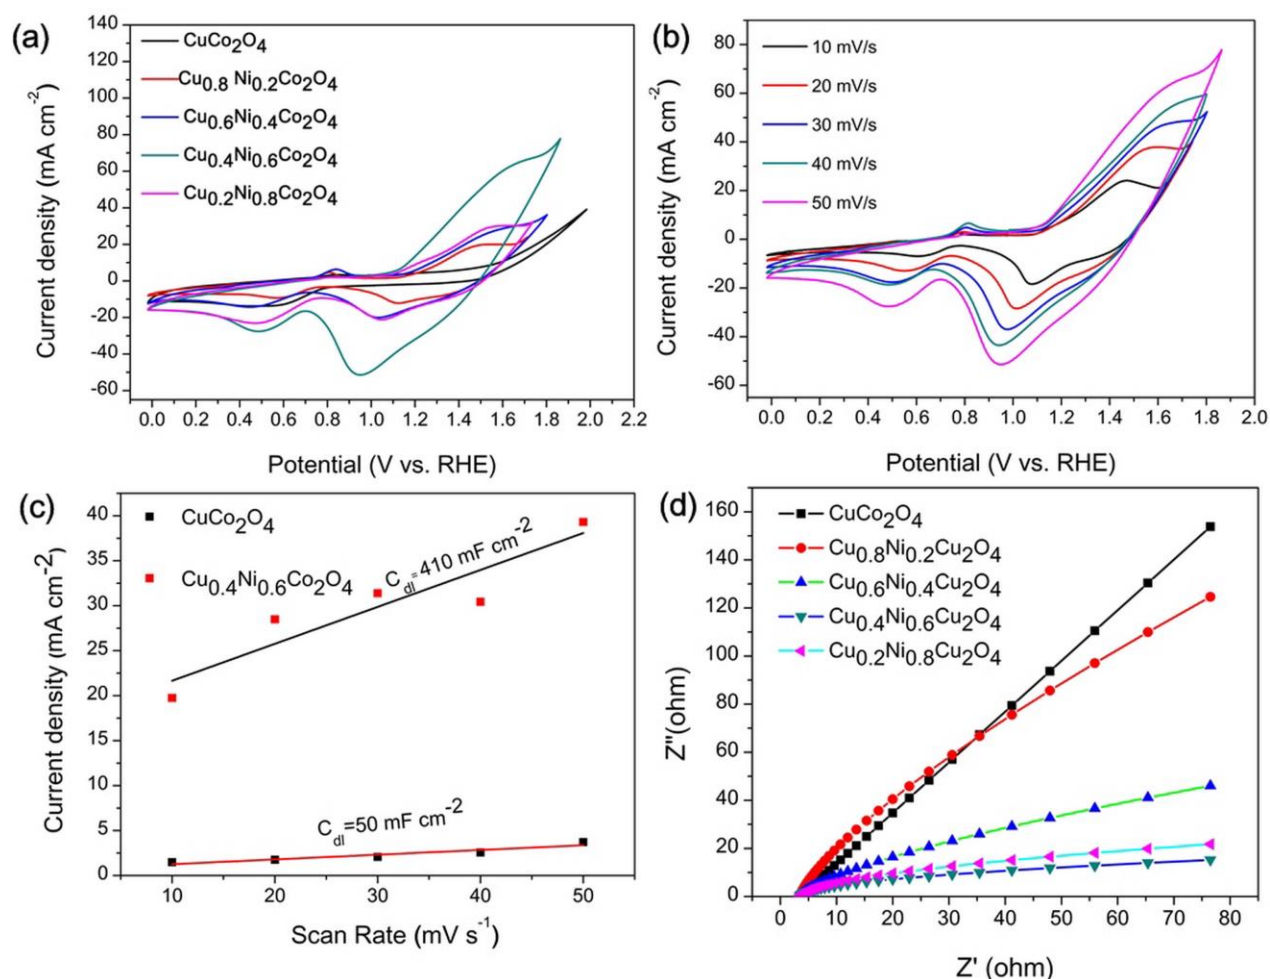 (a)
140
120
100
80
60
40
20
0
-20
-40
-60
Current density (mA cm-2)
CuCo2O4
Cu0.8 Ni0.2Co2O4
Cu0.6Ni0.4Co2O4
Cu0.4Ni0.6Co2O4
Cu0.2Ni0.8Co2O4
0.0 0.2 0.4 0.6 0.8 1.0 1.2 1.4 1.6 1.8 2.0 2.2
Potential (V vs. RHE)
(b)
80
60
40
20
0
-20
-40
-60
Current density (mA cm-2)
10 mV/s
20 mV/s
30 mV/s
40 mV/s
50 mV/s
0.0 0.2 0.4 0.6 0.8 1.0 1.2 1.4 1.6 1.8 2.0
Potential (V vs. RHE)
(c)
40
35
30
25
20
15
10
5
0
Current density (mA cm-2)
CuCo2O4
Cu0.4Ni0.6Co2O4
Cdl=410 mF cm-2
Cdl=50 mF cm-2
10 20 30 40 50
Scan Rate (mV s-1)
(d)
160
140
120
100
80
60
40
20
0
Z"(ohm)
CuCo2O4
Cu0.8Ni0.2Cu2O4
Cu0.6Ni0.4Cu2O4
Cu0.4Ni0.6Cu2O4
Cu0.2Ni0.8Cu2O4
0 10 20 30 40 50 60 70 80
Z' (ohm)